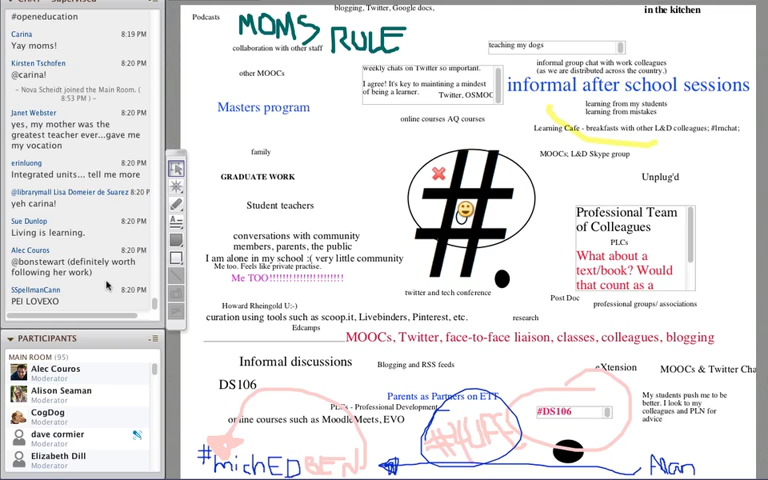 #openeducation
Carina 8:19 PM
Yay moms!
Kirsten Tschofen 8:20 PM
@carina!
– Nova Scheidt joined the Main Room. (
8:53 PM ) –
Janet Webster 8:20 PM
yes, my mother was the
greatest teacher ever...gave me
my vocation
erinluong 8:20 PM
Integrated units... tell me more
@librarymall Lisa Domeier de Suarez 8:20 P
yeh carina!
Sue Dunlop 8:20 PM
Living is learning.
Alec Couros 8:20 PM
@bonstewart (definitely worth
following her work)
SSpellmanCann 8:20 PM
PEI LOVEXO
PARTICIPANTS
MAIN ROOM (95)
Alec Couros
Moderator
Alison Seaman
Moderator
CogDog
Moderator
dave cormier
Moderator
Elizabeth Dill
Moderator
blogging, Twitter, Google docs,
in the kitchen
Podcasts
MOMS RULE
collaboration with other staff
teaching my dogs
other MOOCs
weekly chats on Twitter so important.
I agree! It's key to maintining a mindest
of being a learner.
Twitter, OSMOC
informal group chat with work colleagues
(as we are distributed across the country.)
informal after school sessions
Masters program
learning from my students
learning from mistakes
online courses AQ courses
Learning Cafe - breakfasts with other L&D colleagues; #lrnchat;
family
MOOCs; L&D Skype group
GRADUATE WORK
Unplug'd
#.
Student teachers
Professional Team
of Colleagues
PLCs
What about a
text/book? Would
that count as a
conversations with community
members, parents, the public
I am alone in my school :( very little community
Me too. Feels like private practise.
Me TOO!!!!!!!!!!!!!!!!!!!!!!
twitter and tech conference
Post Doc
Howard Rheingold U:-)
professional groups/ associations
curation using tools such as scoop.it, Livebinders, Pinterest, etc.
research
Edcamps
MOOCs, Twitter, face-to-face liaison, classes, colleagues, blogging
Informal discussions
Blogging and RSS feeds
eXtension
MOOCs & Twitter Cha
DS106
Parents as Partners on ETT
My students push me to be
better. I look to my
colleagues and PLN for
advice
Professional Development
#DS106
online courses such as MoodleMeets, EVO
#michED
BEN
Alan